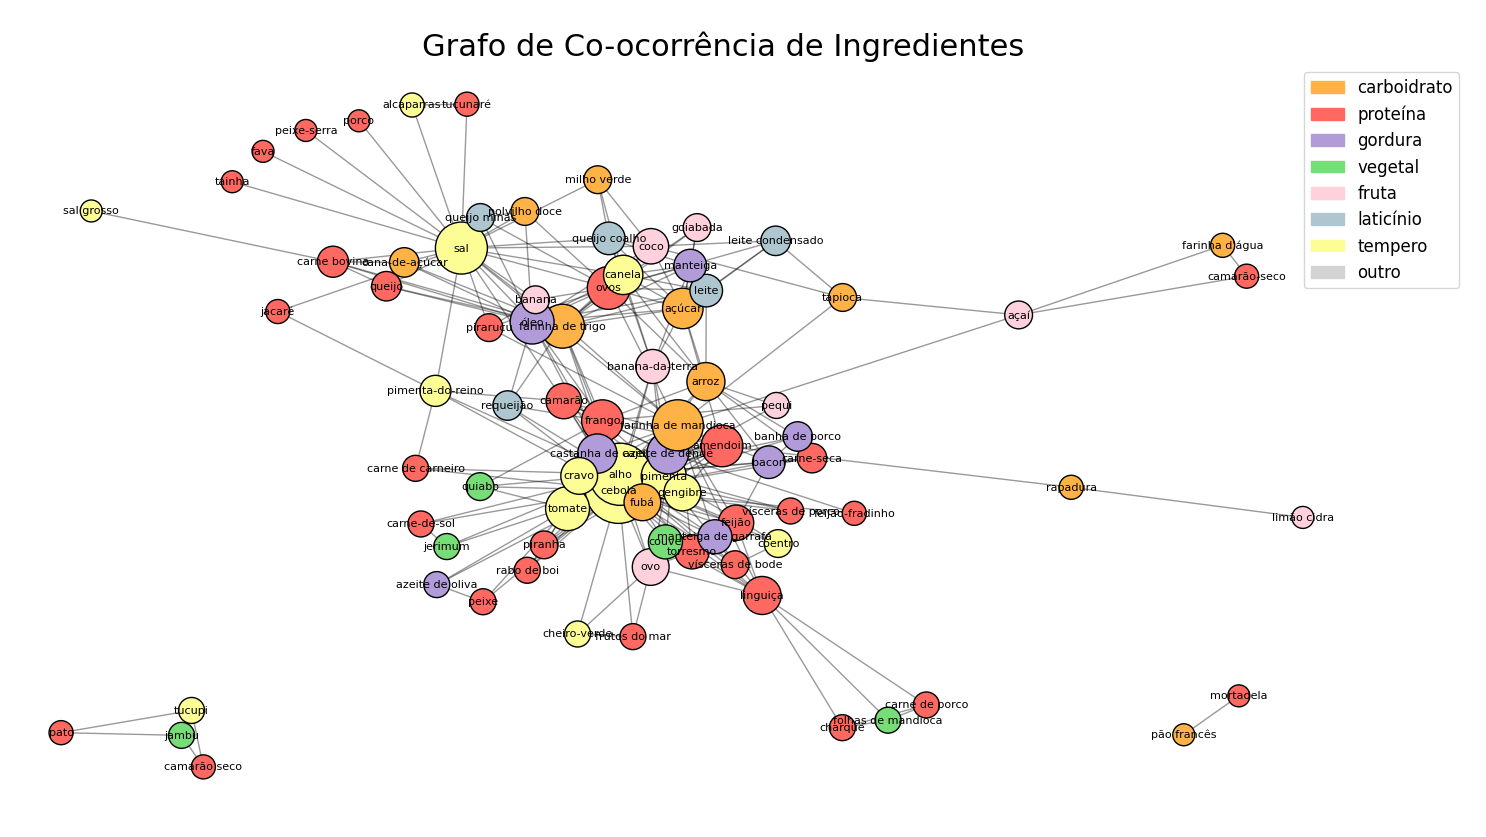 Grafo de Co-ocorrência de Ingredientes
carboidrato
proteína
gordura
vegetal
fruta
laticínio
tempero
outro
alcaparras
tucunaré
porco
peixe-serra
fava
tainha
sal grosso
milho verde
polvilho doce
queijo minas
goiabada
queijo coalho
coco
leite condensado
sal
farinha d'água
carne bovina
cana-de-açúcar
manteiga
canela
camarão-seco
queijo
ovos
leite
tapioca
banana
açúcar
jacaré
açaí
óleo
pirarucu
farinha de trigo
banana-da-terra
arroz
pimenta-do-reino
camarão
requeijão
pequi
frango
farinha de mandioca
banha de porco
amendoim
azeite de dendê
carne-seca
bacon
carne de carneiro
alho
cravo
pimenta
quiabo
rapadura
cebola
gengibre
fubá
tomate
vísceras de porco
feijão-fradinho
limão cidra
carne-de-sol
feijão
manteiga de garrafa
couve
coentro
jerimum
piranha
torresmo
vísceras de bode
ovo
rabo de boi
azeite de oliva
linguiça
peixe
cheiro-verde
frutos do mar
mortadela
carne de porco
tucupi
folhas de mandioca
charque
pato
jambu
pão francês
camarão seco